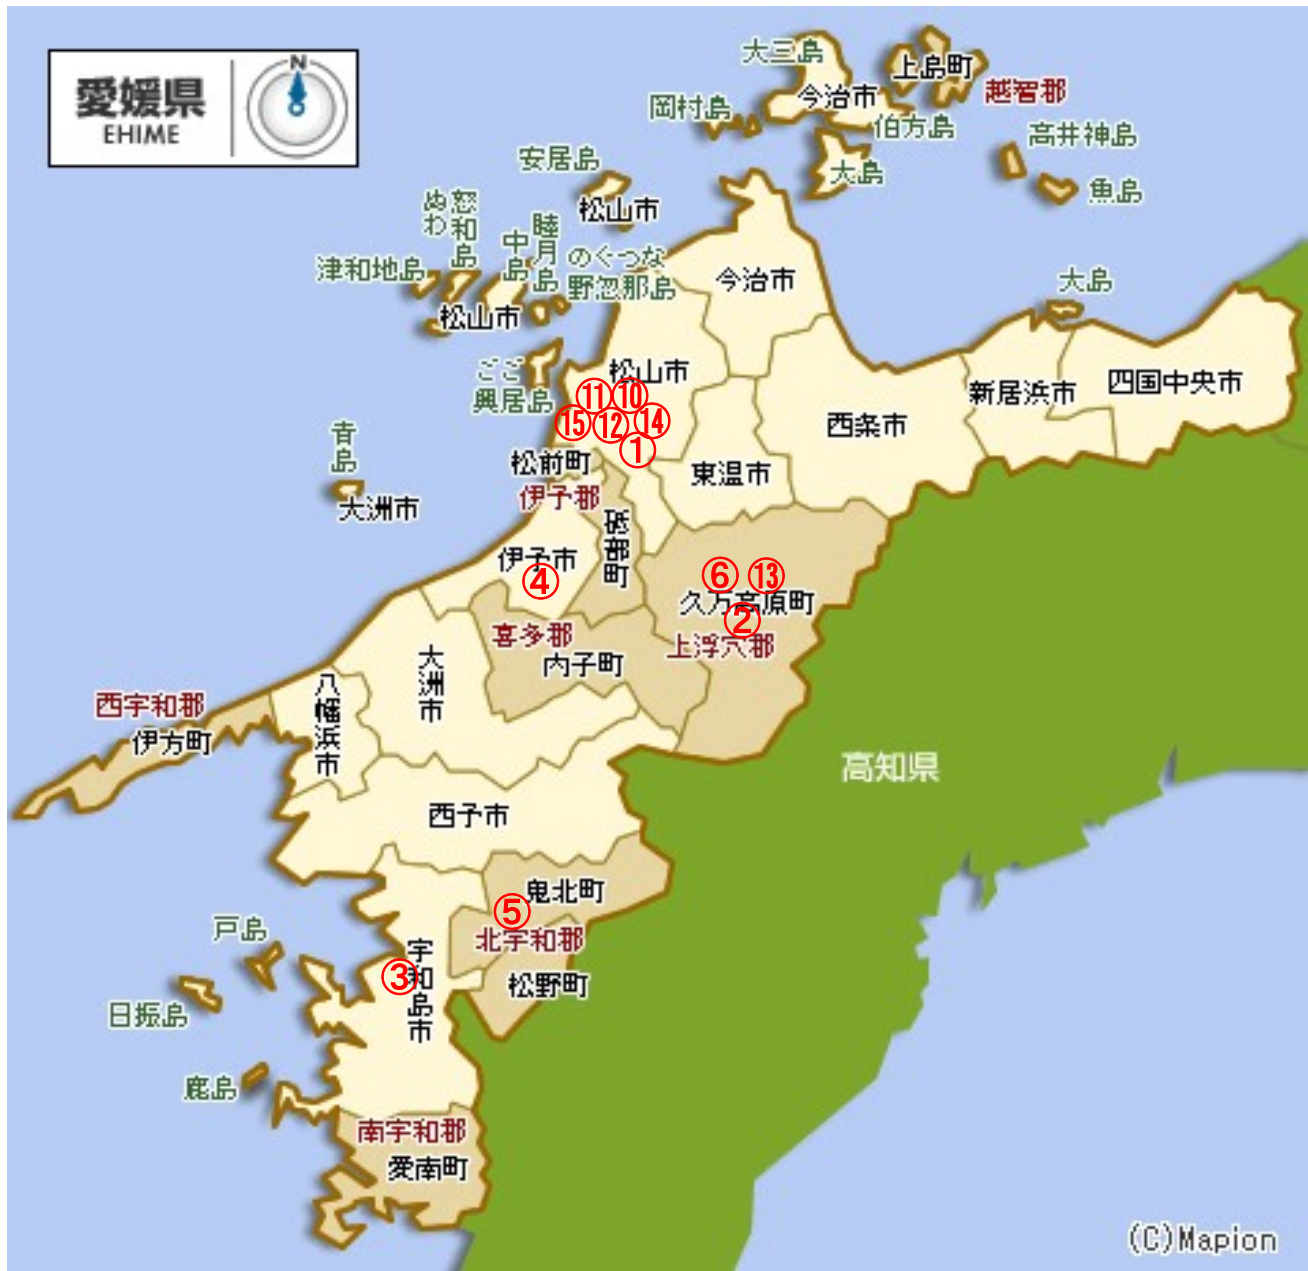 愛媛県
EHIME
N
大三島
上島町
今治市
越智郡
岡村島
伯方島
高井神島
安居島
大島
魚島
松山市
怒和島
ぬわ
睦月島
中島
のぐつな
野忽那島
津和地島
松山市
今治市
大島
ごご
興居島
松山市
⑪
⑩
⑮
⑫
⑭
①
新居浜市
四国中央市
西条市
青島
大洲市
松前町
伊予郡
東温市
砥部町
伊予市
④
⑥
⑬
久万高原町
②
上浮穴郡
喜多郡
内子町
大洲市
八幡浜市
西宇和郡
伊方町
高知県
西予市
鬼北町
⑤
北宇和郡
松野町
戸島
宇和島市
③
日振島
鹿島
南宇和郡
愛南町
(C)Mapion